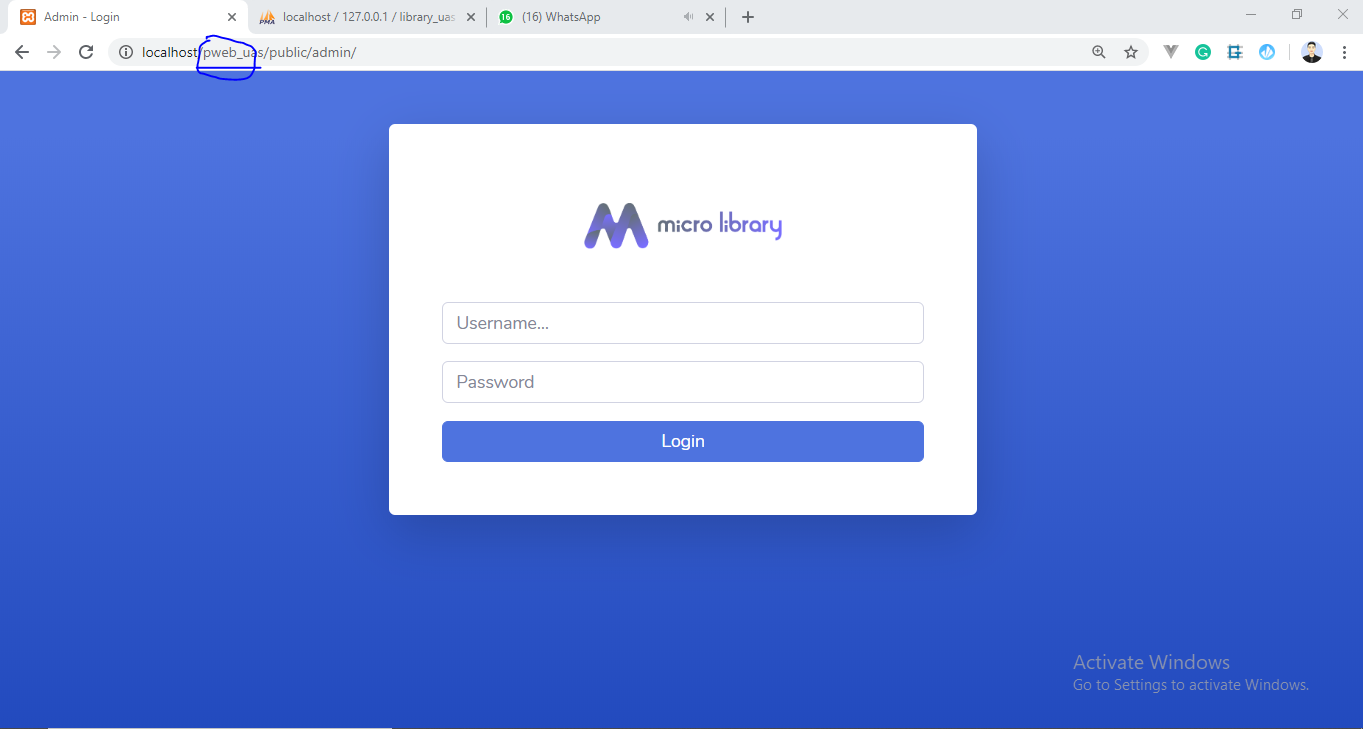 Admin - Login
localhost / 127.0.0.1 / library_uas
(16) WhatsApp
localhost/pweb_uas/public/admin/
micro library
Username...
Password
Login
Activate Windows
Go to Settings to activate Windows.